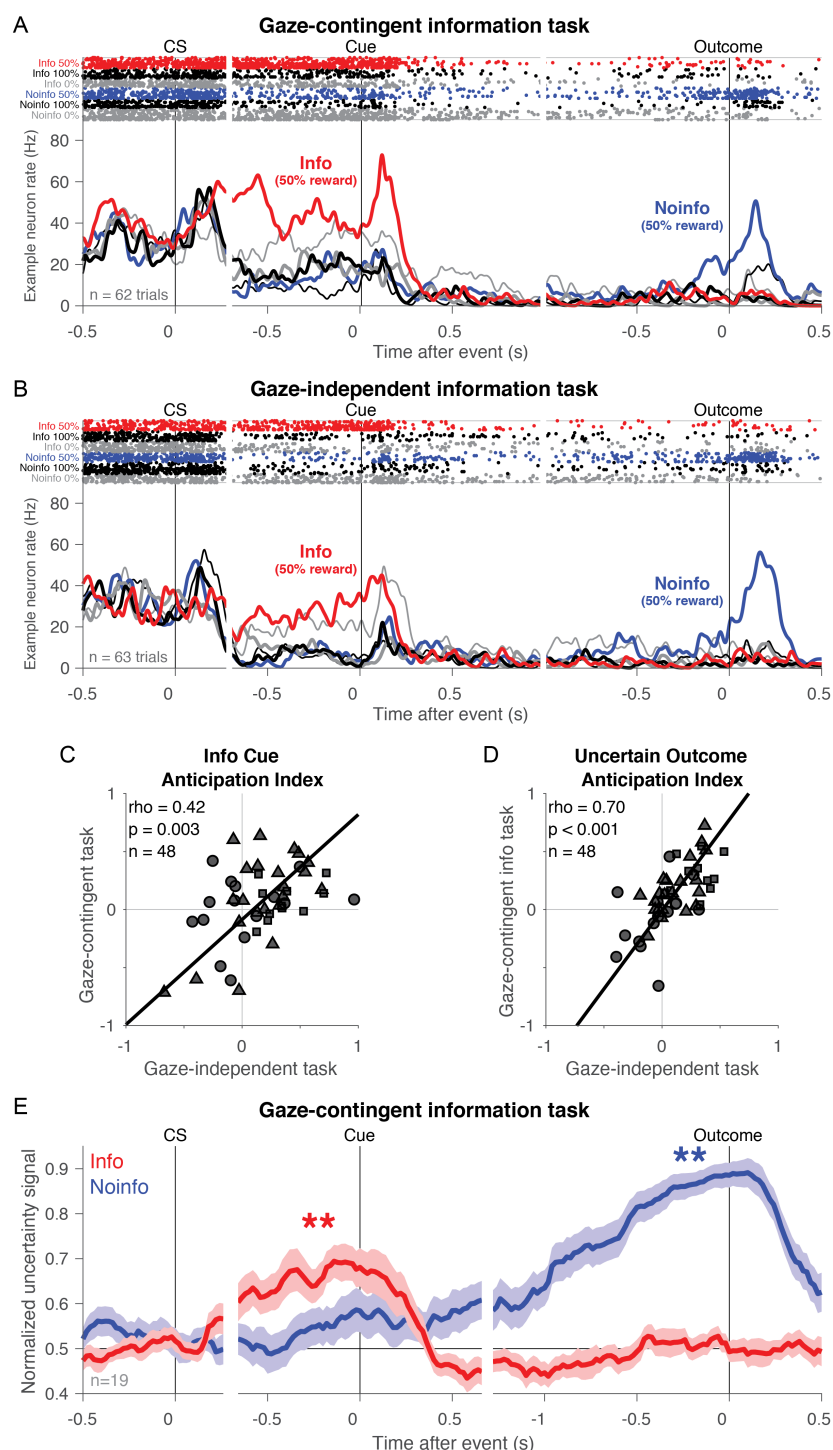 A
Gaze-contingent information task
CS
Cue
Outcome
Info 50%
Info 100%
Info 0%
Noinfo 50%
Noinfo 100%
Noinfo 0%
Example neuron rate (Hz)
80
60
40
20
0
Info
(50% reward)
Noinfo
(50% reward)
n = 62 trials
-0.5
0
-0.5
0
0.5
-0.5
0
0.5
Time after event (s)
B
Gaze-independent information task
CS
Cue
Outcome
Info 50%
Info 100%
Info 0%
Noinfo 50%
Noinfo 100%
Noinfo 0%
Example neuron rate (Hz)
80
60
40
20
0
Info
(50% reward)
Noinfo
(50% reward)
n = 63 trials
-0.5
0
-0.5
0
0.5
-0.5
0
0.5
Time after event (s)
C
Info Cue
Anticipation Index
1
0
-1
rho = 0.42
p = 0.003
n = 48
Gaze-contingent task
-1
0
1
Gaze-independent task
D
Uncertain Outcome
Anticipation Index
1
0
-1
rho = 0.70
p < 0.001
n = 48
Gaze-contingent info task
-1
0
1
Gaze-independent task
E
Gaze-contingent information task
CS
Cue
Outcome
Info
Noinfo
**
**
Normalized uncertainty signal
0.9
0.8
0.7
0.6
0.5
0.4
n=19
-0.5
0
-0.5
0
0.5
-1
-0.5
0
0.5
Time after event (s)